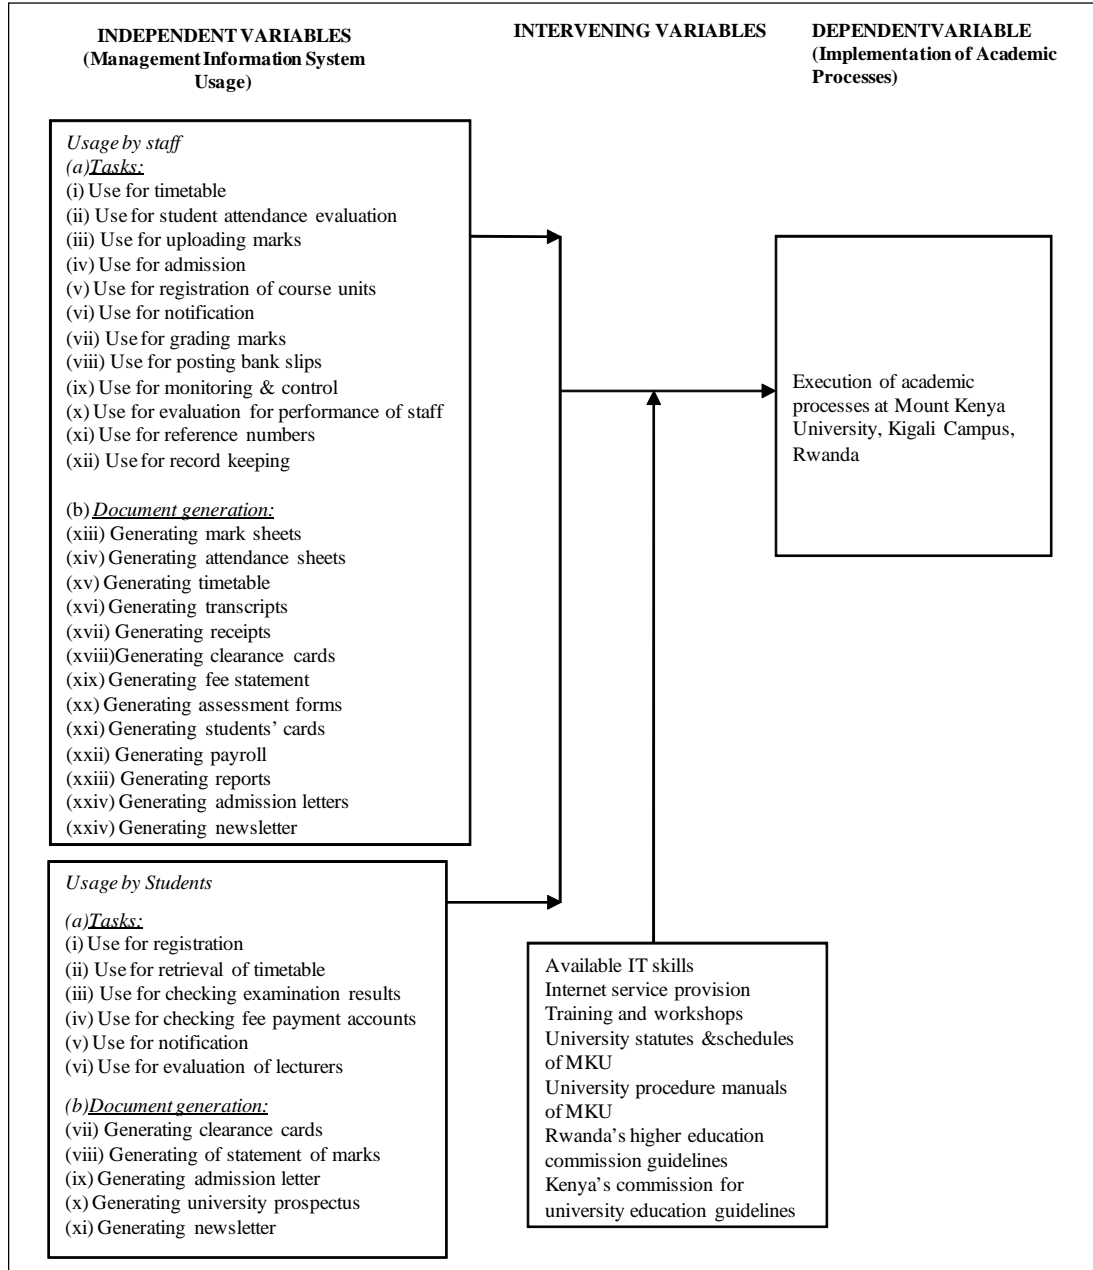 INDEPENDENT VARIABLES
(Management Information System
Usage)
INTERVENING VARIABLES
DEPENDENTVARIABLE
(Implementation of Academic
Processes)
Usage by staff
(a)Tasks:
(i) Use for timetable
(ii) Use for student attendance evaluation
(iii) Use for uploading marks
(iv) Use for admission
(v) Use for registration of course units
(vi) Use for notification
(vii) Use for grading marks
(viii) Use for posting bank slips
(ix) Use for monitoring & control
(x) Use for evaluation for performance of staff
(xi) Use for reference numbers
(xii) Use for record keeping
(b) Document generation:
(xiii) Generating mark sheets
(xiv) Generating attendance sheets
(xv) Generating timetable
(xvi) Generating transcripts
(xvii) Generating receipts
(xviii)Generating clearance cards
(xix) Generating fee statement
(xx) Generating assessment forms
(xxi) Generating students’ cards
(xxii) Generating payroll
(xxiii) Generating reports
(xxiv) Generating admission letters
(xxiv) Generating newsletter
Usage by Students
(a)Tasks:
(i) Use for registration
(ii) Use for retrieval of timetable
(iii) Use for checking examination results
(iv) Use for checking fee payment accounts
(v) Use for notification
(vi) Use for evaluation of lecturers
(b)Document generation:
(vii) Generating clearance cards
(viii) Generating of statement of marks
(ix) Generating admission letter
(x) Generating university prospectus
(xi) Generating newsletter
Available IT skills
Internet service provision
Training and workshops
University statutes &schedules
of MKU
University procedure manuals
of MKU
Rwanda’s higher education
commission guidelines
Kenya’s commission for
university education guidelines
Execution of academic
processes at Mount Kenya
University, Kigali Campus,
Rwanda